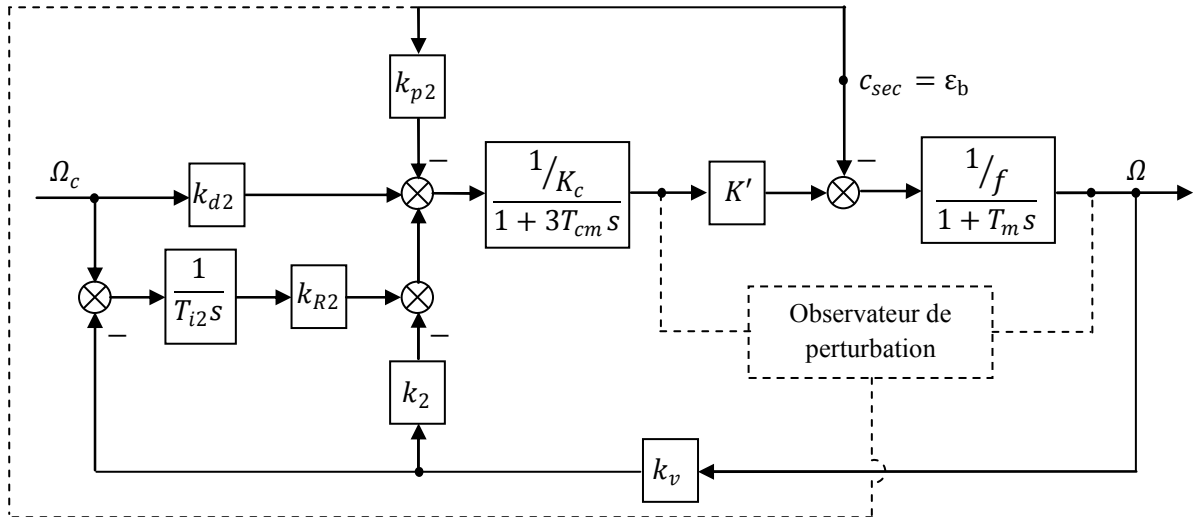 k_{p2}
c_{sec} = ε_b
−
−
Ω_c
k_{d2}
1/K_c
1 + 3T_{cm} s
K'
1/f
1 + T_m s
Ω
1
T_{i2}s
k_{R2}
−
−
Observateur de
perturbation
k_2
k_v